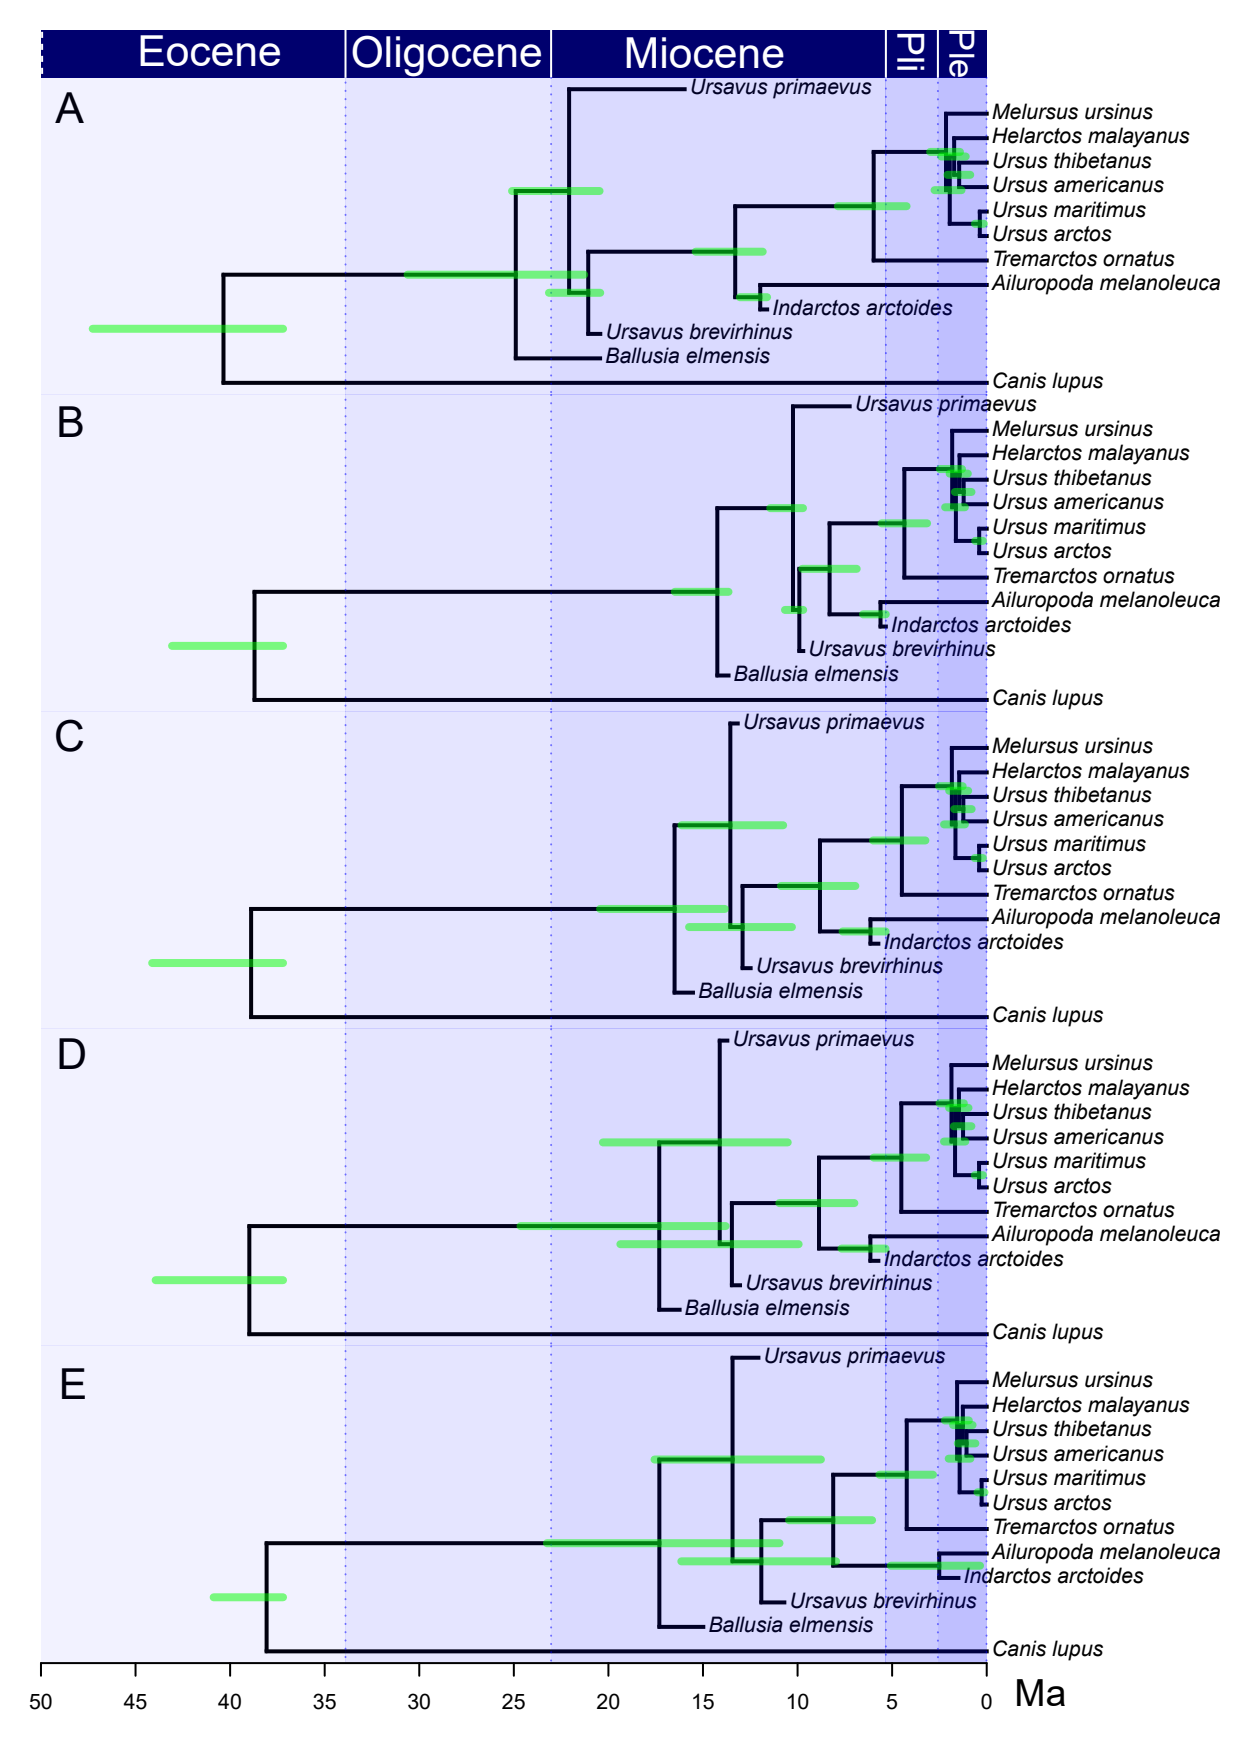 Eocene Oligocene Miocene Pli Ple
A
Ursavus primaevus
Melursus ursinus
Helarctos malayanus
Ursus thibetanus
Ursus americanus
Ursus maritimus
Ursus arctos
Tremarctos ornatus
Ailuropoda melanoleuca
Indarctos arctoides
Ursavus brevirhinus
Ballusia elmensis
Canis lupus
B
Ursavus primaevus
Melursus ursinus
Helarctos malayanus
Ursus thibetanus
Ursus americanus
Ursus maritimus
Ursus arctos
Tremarctos ornatus
Ailuropoda melanoleuca
Indarctos arctoides
Ursavus brevirhinus
Ballusia elmensis
Canis lupus
C
Ursavus primaevus
Melursus ursinus
Helarctos malayanus
Ursus thibetanus
Ursus americanus
Ursus maritimus
Ursus arctos
Tremarctos ornatus
Ailuropoda melanoleuca
Indarctos arctoides
Ursavus brevirhinus
Ballusia elmensis
Canis lupus
D
Ursavus primaevus
Melursus ursinus
Helarctos malayanus
Ursus thibetanus
Ursus americanus
Ursus maritimus
Ursus arctos
Tremarctos ornatus
Ailuropoda melanoleuca
Indarctos arctoides
Ursavus brevirhinus
Ballusia elmensis
Canis lupus
E
Ursavus primaevus
Melursus ursinus
Helarctos malayanus
Ursus thibetanus
Ursus americanus
Ursus maritimus
Ursus arctos
Tremarctos ornatus
Ailuropoda melanoleuca
Indarctos arctoides
Ursavus brevirhinus
Ballusia elmensis
Canis lupus
50 45 40 35 30 25 20 15 10 5 0 Ma